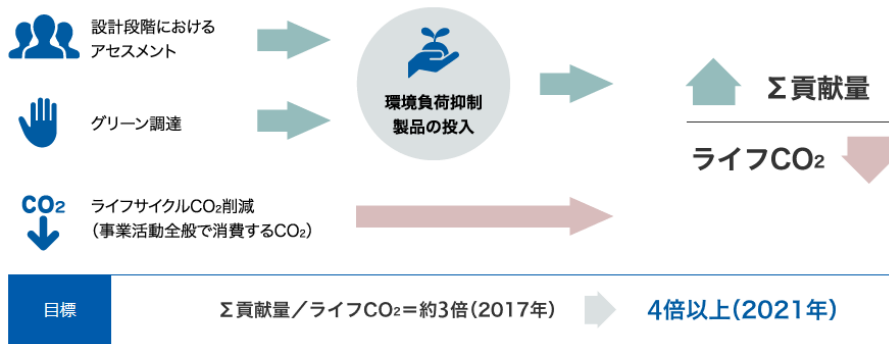 設計段階における
アセスメント
グリーン調達
CO₂
ライフサイクルCO₂削減
(事業活動全般で消費するCO₂)
環境負荷抑制
製品の投入
Σ貢献量
ライフCO₂
目標
Σ貢献量／ライフCO₂＝約3倍(2017年)
4倍以上(2021年)